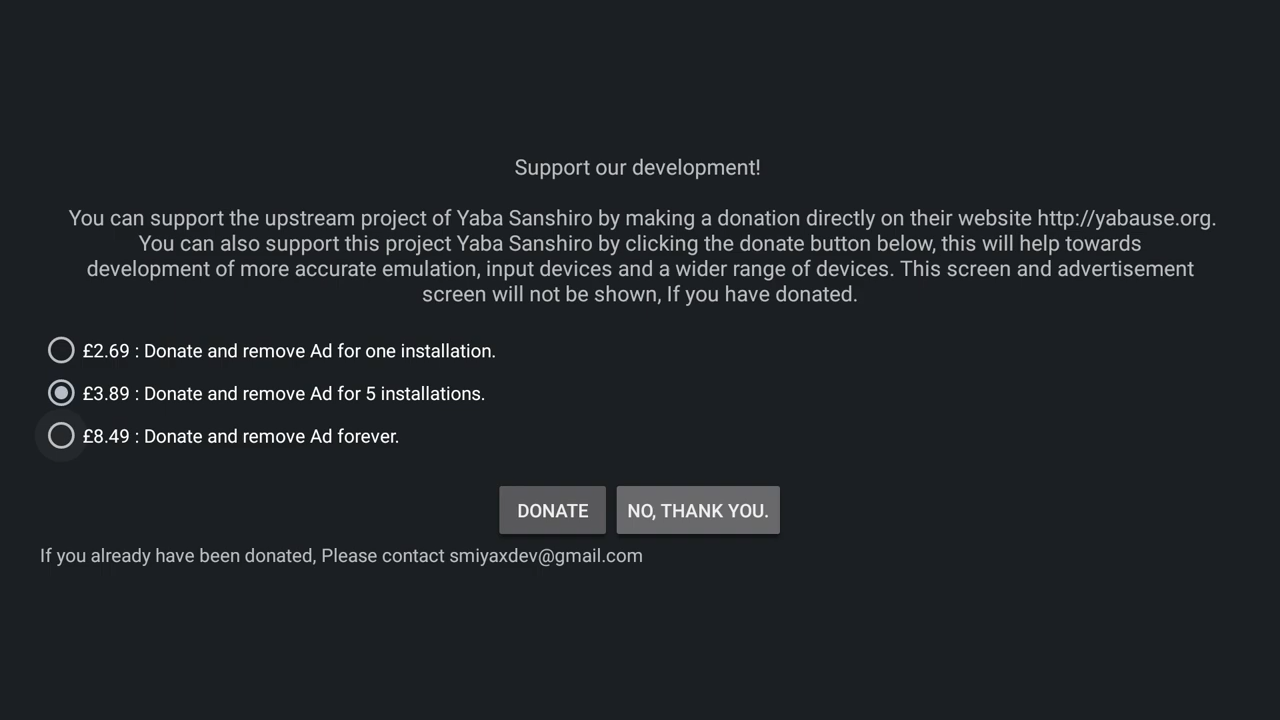 Support our development!
You can support the upstream project of Yaba Sanshiro by making a donation directly on their website http://yabause.org.
You can also support this project Yaba Sanshiro by clicking the donate button below, this will help towards
development of more accurate emulation, input devices and a wider range of devices. This screen and advertisement
screen will not be shown, If you have donated.
£2.69 : Donate and remove Ad for one installation.
£3.89 : Donate and remove Ad for 5 installations.
£8.49 : Donate and remove Ad forever.
DONATE NO, THANK YOU.
If you already have been donated, Please contact smiyaxdev@gmail.com